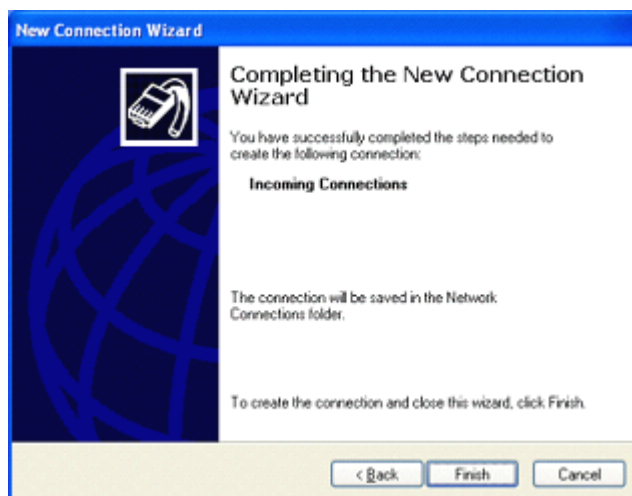 New Connection Wizard
Completing the New Connection
Wizard
You have successfully completed the steps needed to
create the following connection:
Incoming Connections
The connection will be saved in the Network
Connections folder.
To create the connection and close this wizard, click Finish.
< Back
Finish
Cancel